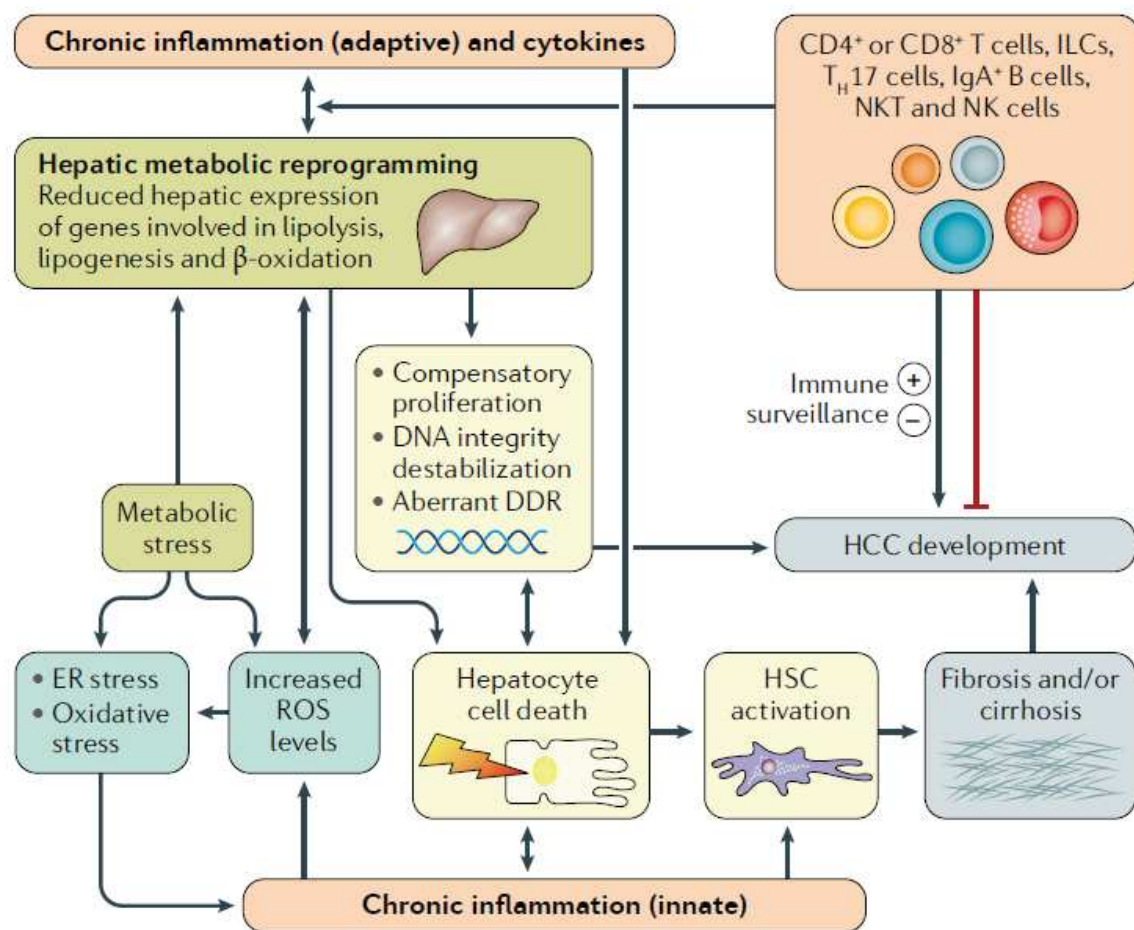 Chronic inflammation (adaptive) and cytokines
CD4⁺ or CD8⁺ T cells, ILCs,
T_H17 cells, IgA⁺ B cells,
NKT and NK cells
Hepatic metabolic reprogramming
Reduced hepatic expression
of genes involved in lipolysis,
lipogenesis and β-oxidation
• Compensatory
proliferation
• DNA integrity
destabilization
• Aberrant DDR
Immune
surveillance
+
−
Metabolic
stress
HCC development
• ER stress
• Oxidative
stress
Increased
ROS
levels
Hepatocyte
cell death
HSC
activation
Fibrosis and/or
cirrhosis
Chronic inflammation (innate)